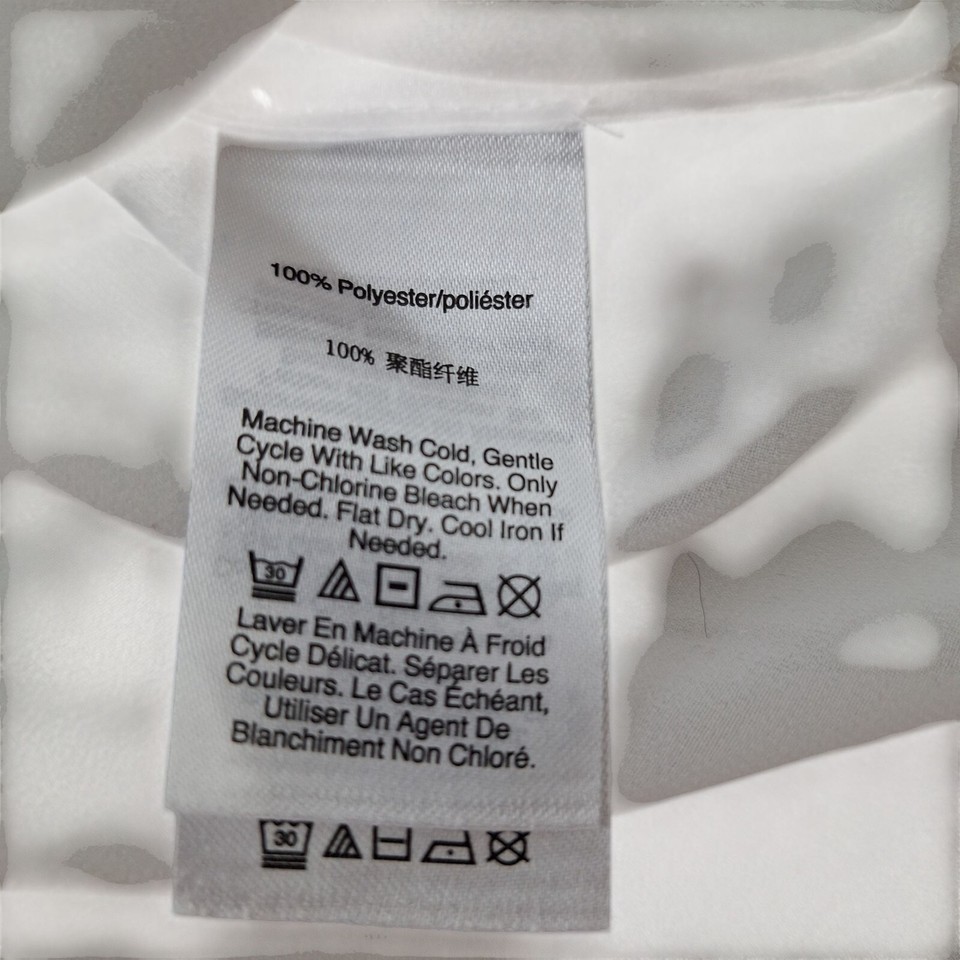 100% Polyester/poliéster
100% 聚酯纤维
Machine Wash Cold, Gentle
Cycle With Like Colors. Only
Non-Chlorine Bleach When
Needed. Flat Dry. Cool Iron If
Needed.
30
Laver En Machine À Froid
Cycle Délicat. Séparer Les
Couleurs. Le Cas Échéant,
Utiliser Un Agent De
Blanchiment Non Chloré.
30